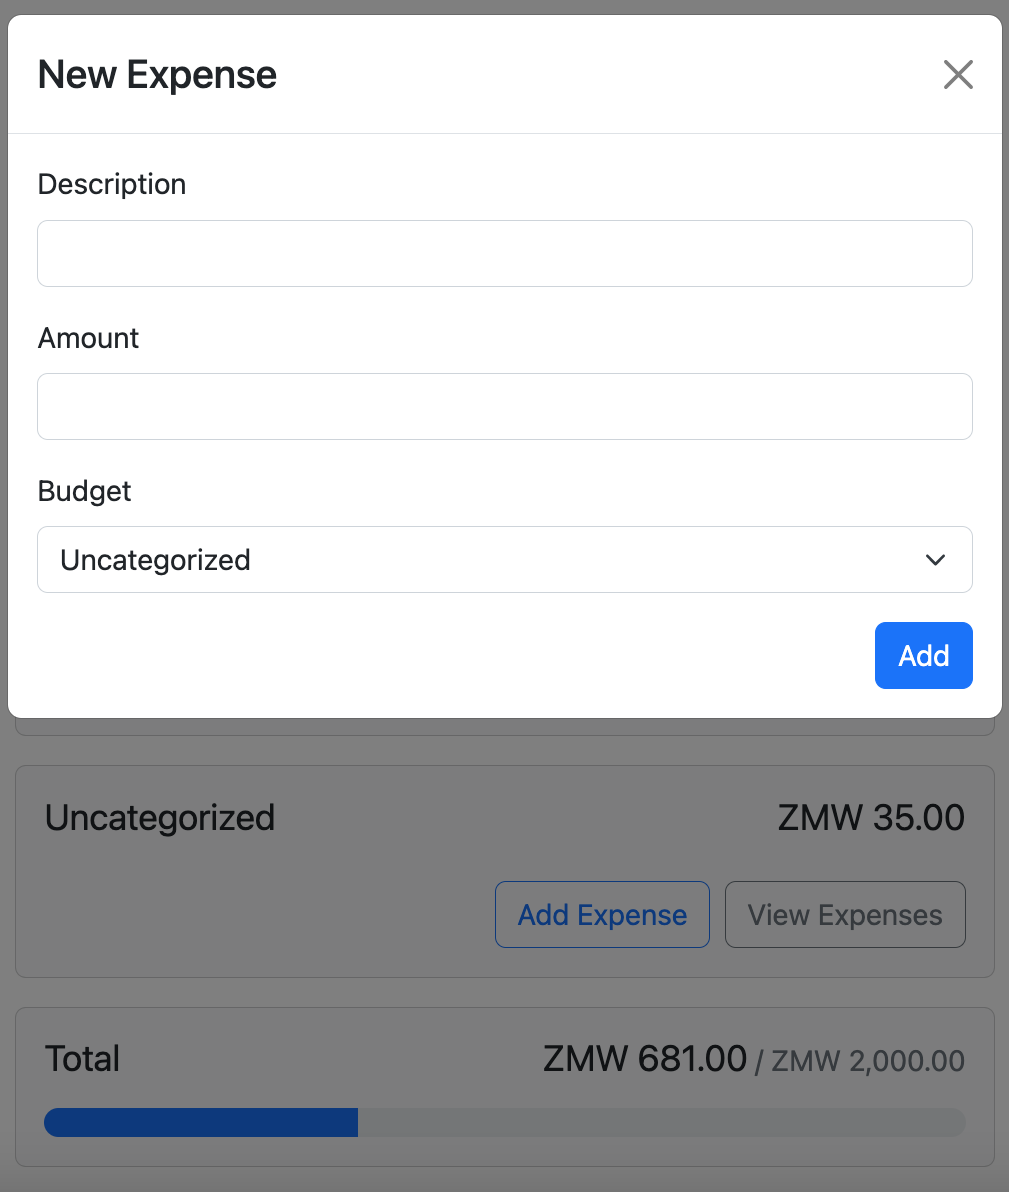 New Expense
Description
Amount
Budget
Uncategorized
Add
Uncategorized ZMW 35.00
Add Expense View Expenses
Total ZMW 681.00 / ZMW 2,000.00